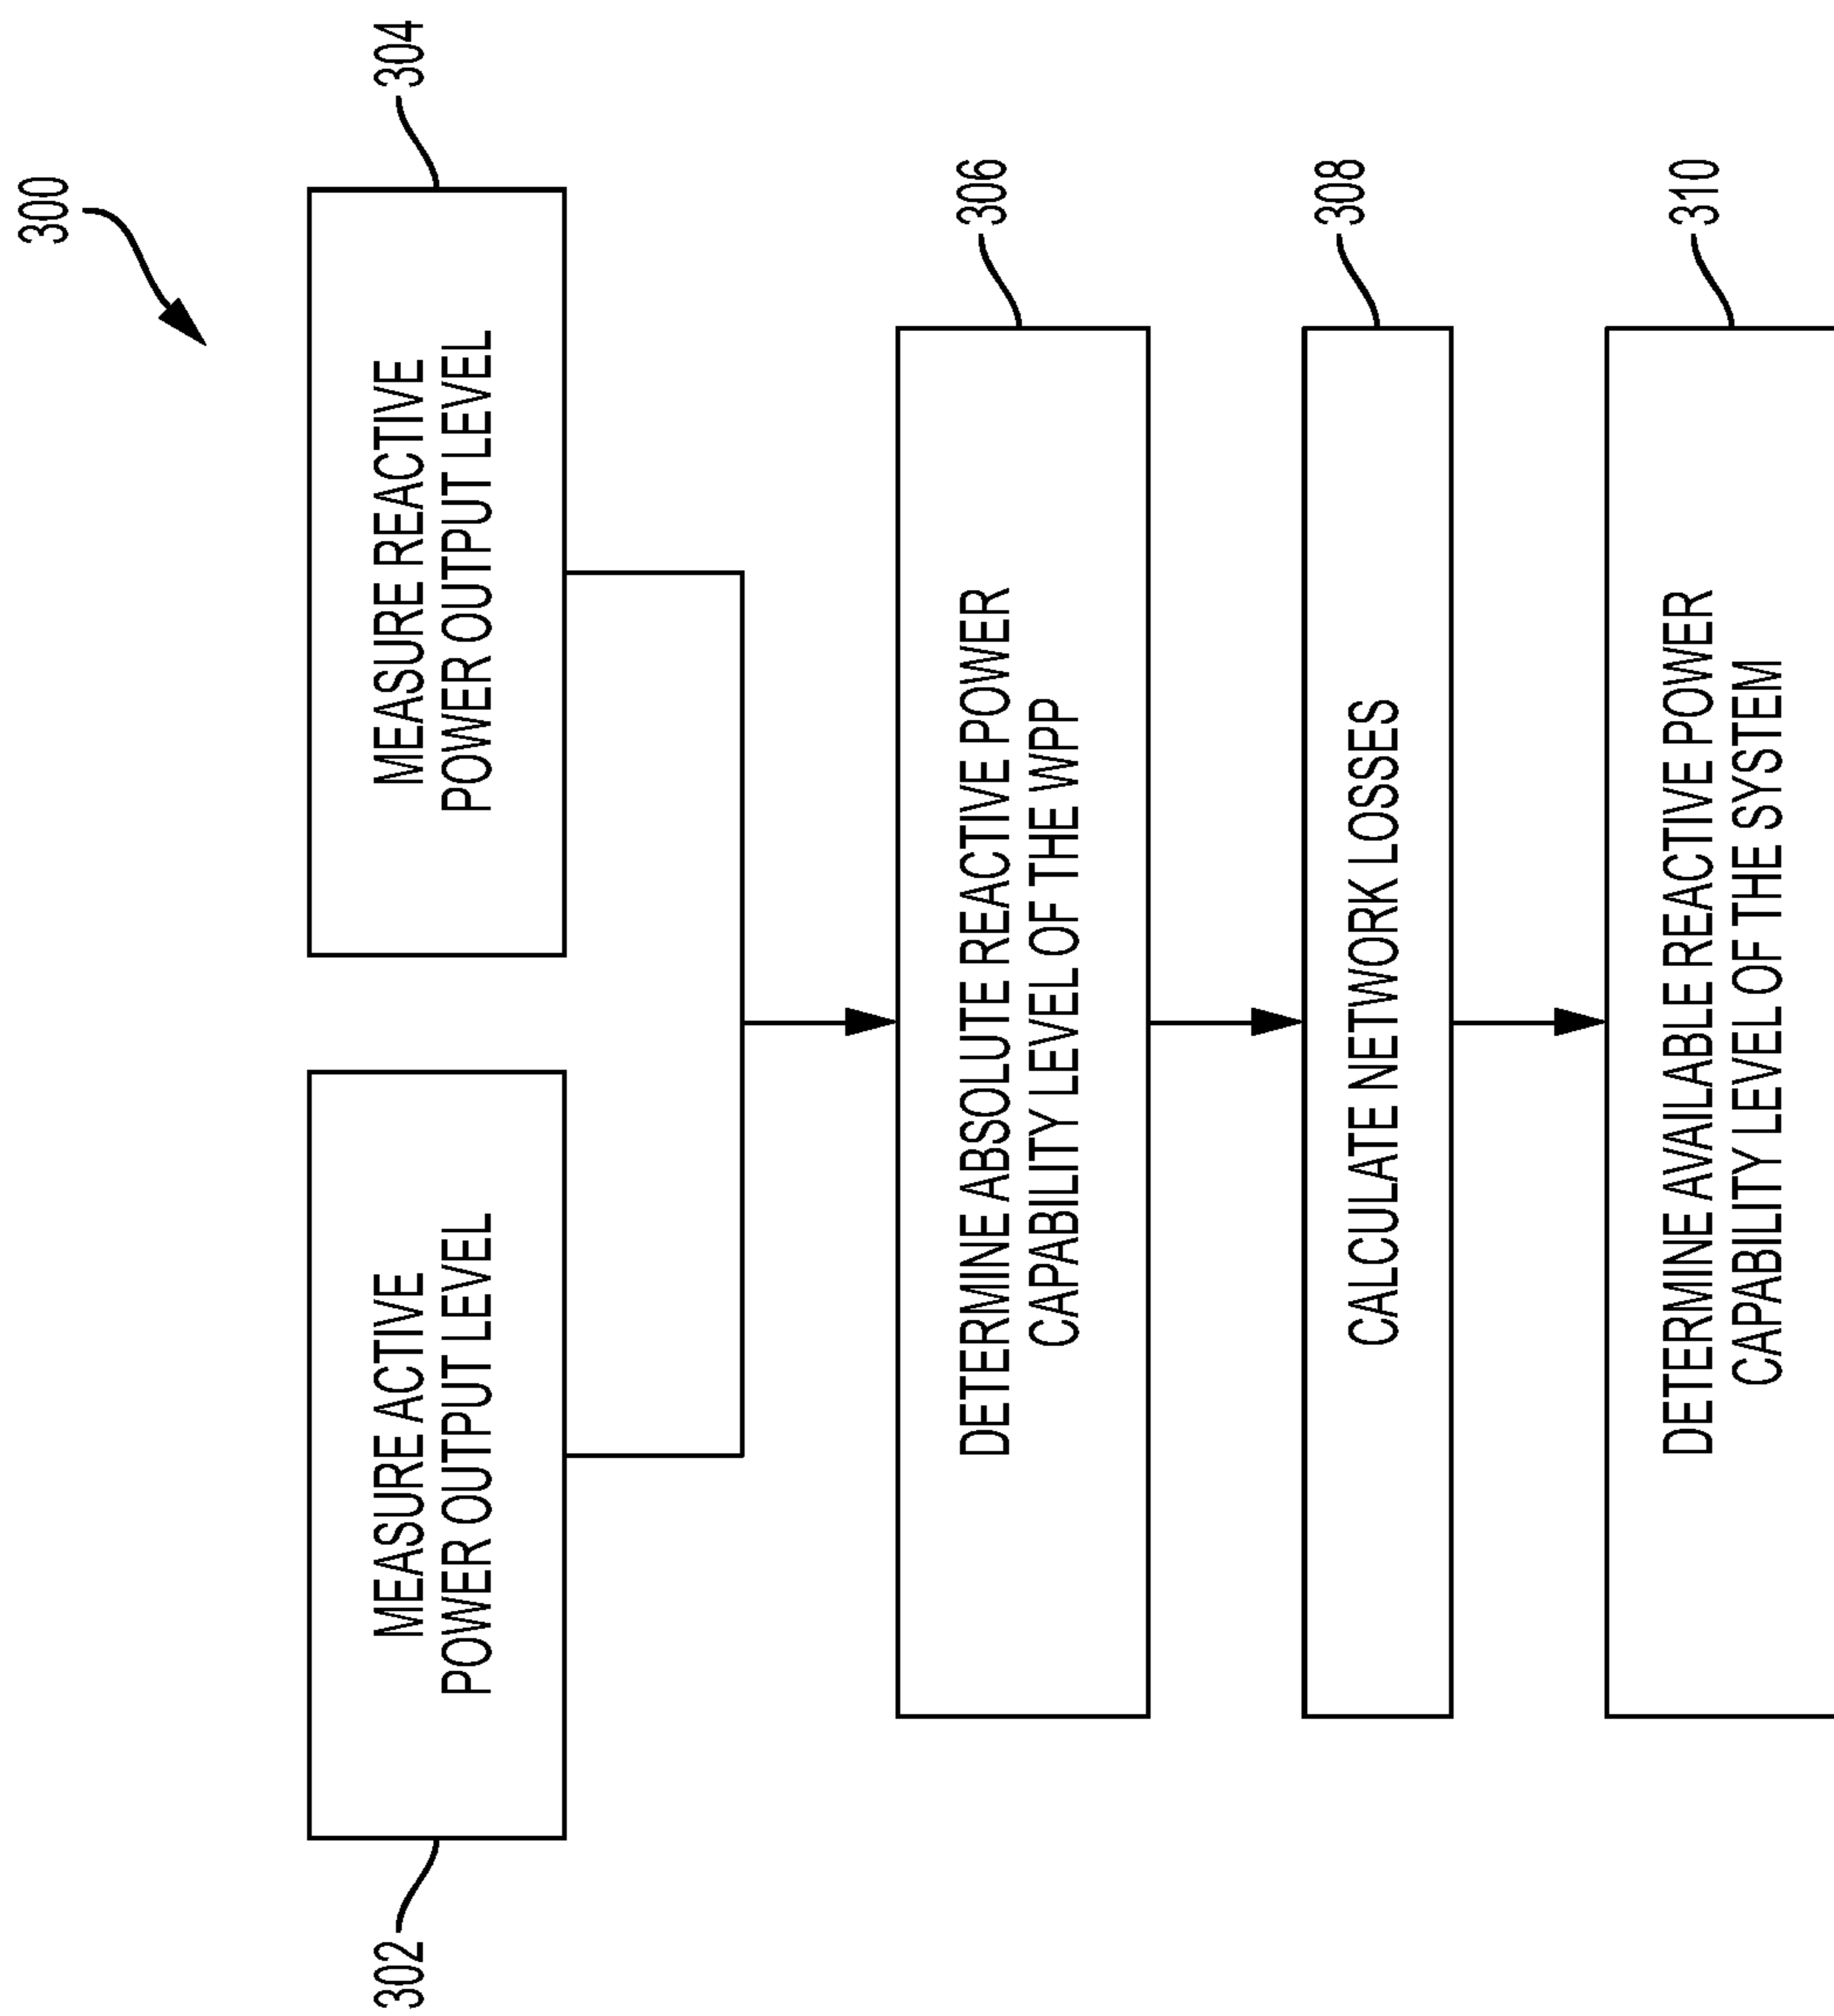 300
302
MEASURE ACTIVE
POWER OUTPUT LEVEL
MEASURE REACTIVE
POWER OUTPUT LEVEL
304
DETERMINE ABSOLUTE REACTIVE POWER
CAPABILITY LEVEL OF THE WPP
306
CALCULATE NETWORK LOSSES
308
DETERMINE AVAILABLE REACTIVE POWER
CAPABILITY LEVEL OF THE SYSTEM
310